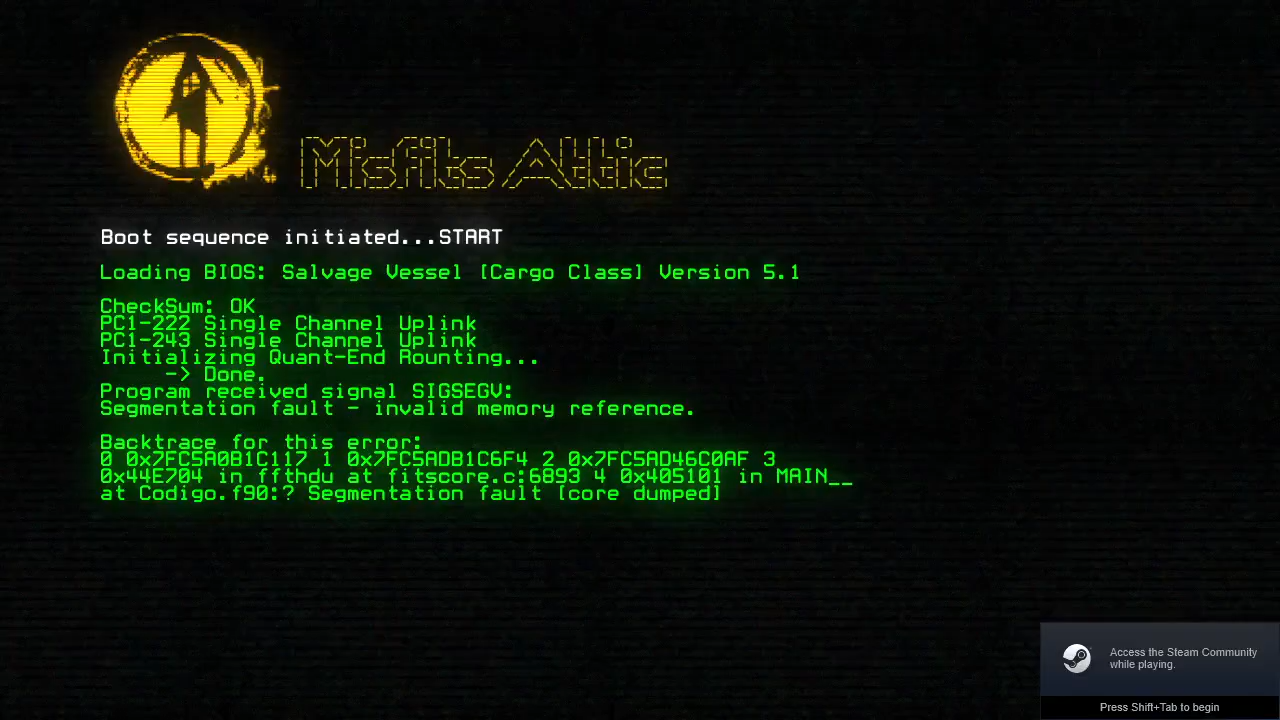 Misfits Attic
Boot sequence initiated...START
Loading BIOS: Salvage Vessel [Cargo Class] Version 5.1
CheckSum: OK
PC1-222 Single Channel Uplink
PC1-243 Single Channel Uplink
Initializing Quant-End Rounting...
-> Done.
Program received signal SIGSEGV:
Segmentation fault - invalid memory reference.
Backtrace for this error:
0 0x7FC5A0B1C117 1 0x7FC5ADB1C6F4 2 0x7FC5AD46C0AF 3
0x44E704 in ffthdu at fitscore.c:6893 4 0x405101 in MAIN__
at Codigo.f90:? Segmentation fault [core dumped]
Access the Steam Community
while playing.
Press Shift+Tab to begin